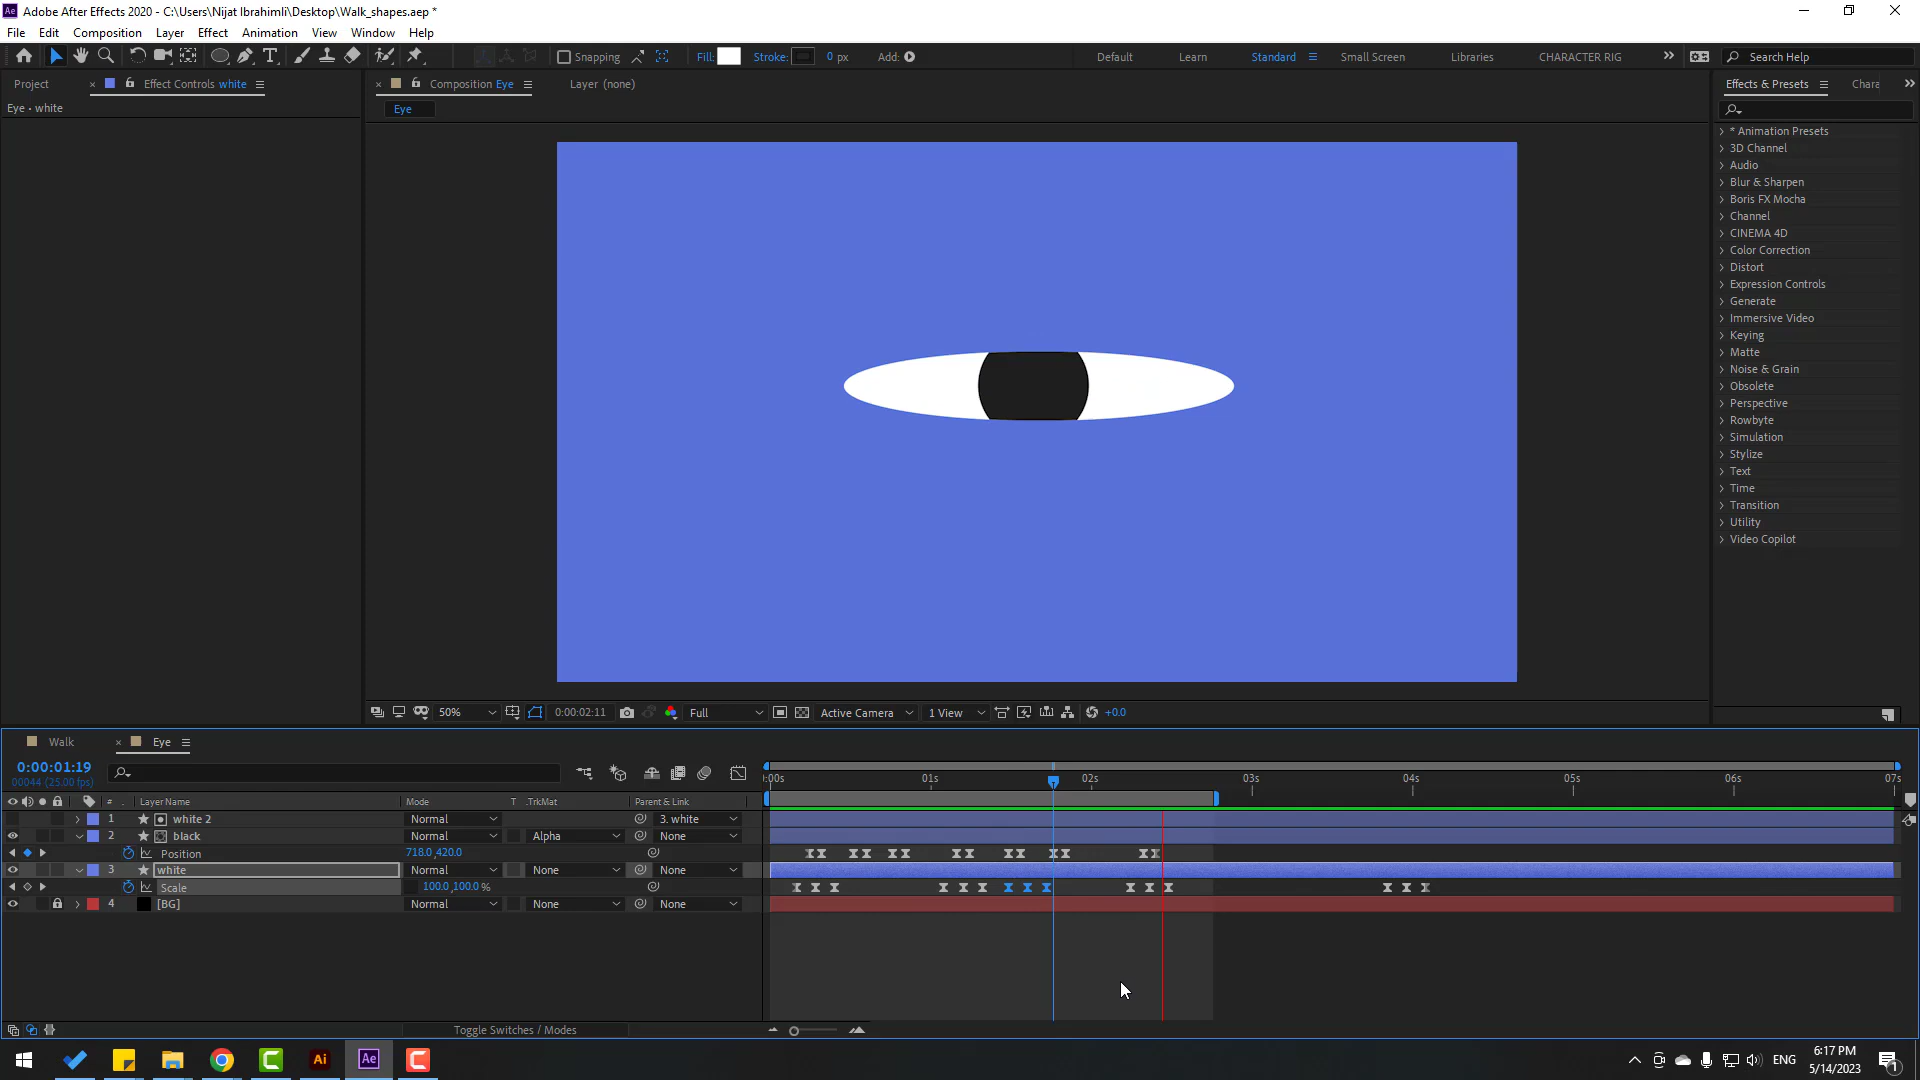 Adobe After Effects 2020 - C:\Users\Nijat Ibrahimli\Desktop\Walk_shapes.aep *
File Edit Composition Layer Effect Animation View Window Help
Snapping Fill: Stroke: 0 px Add: Default Learn Standard Small Screen Libraries CHARACTER RIG Search Help
Project Effect Controls white Composition Eye Layer (none) Effects & Presets Chara
Eye • white
Eye
* Animation Presets
3D Channel
Audio
Blur & Sharpen
Boris FX Mocha
Channel
CINEMA 4D
Color Correction
Distort
Expression Controls
Generate
Immersive Video
Keying
Matte
Noise & Grain
Obsolete
Perspective
Rowbyte
Simulation
Stylize
Text
Time
Transition
Utility
Video Copilot
50% 0:00:02:11 Full Active Camera 1 View +0.0
Walk Eye
0:00:01:19
00044 (25.00 fps)
:00s 01s 02s 03s 04s 05s 06s 07s
# Layer Name Mode T .TrkMat Parent & Link
1 white 2 Normal 3. white
2 black Normal Alpha None
Position 718.0,420.0
3 white Normal None None
Scale 100.0,100.0 %
4 [BG] Normal None None
Toggle Switches / Modes
Ai Ae ENG 6:17 PM
5/14/2023 1